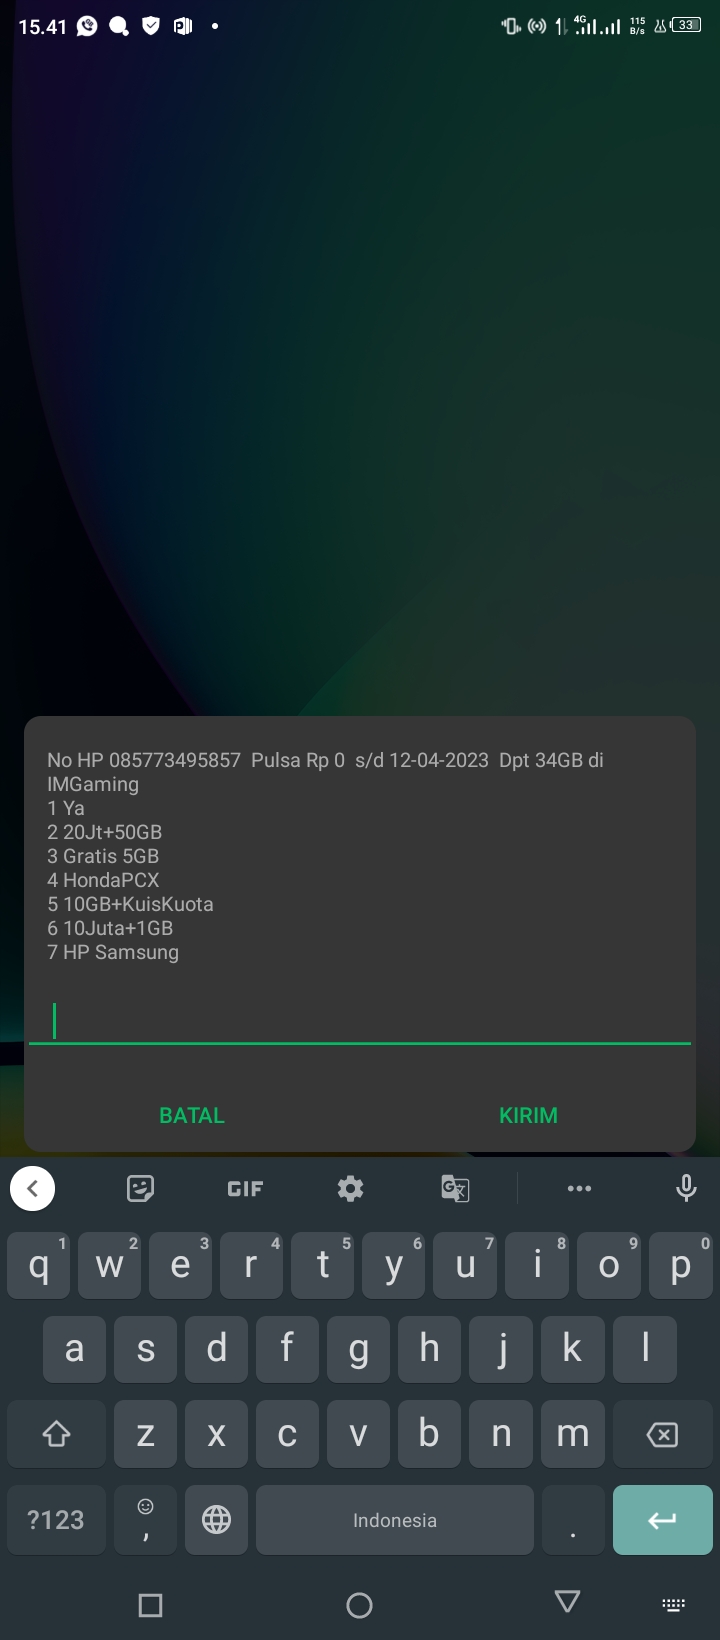 15.41
4G
115
B/s
33
No HP 085773495857 Pulsa Rp 0 s/d 12-04-2023 Dpt 34GB di
IMGaming
1 Ya
2 20Jt+50GB
3 Gratis 5GB
4 HondaPCX
5 10GB+KuisKuota
6 10Juta+1GB
7 HP Samsung
BATAL KIRIM
GIF
1 2 3 4 5 6 7 8 9 0
q w e r t y u i o p
a s d f g h j k l
z x c v b n m
?123 , Indonesia .